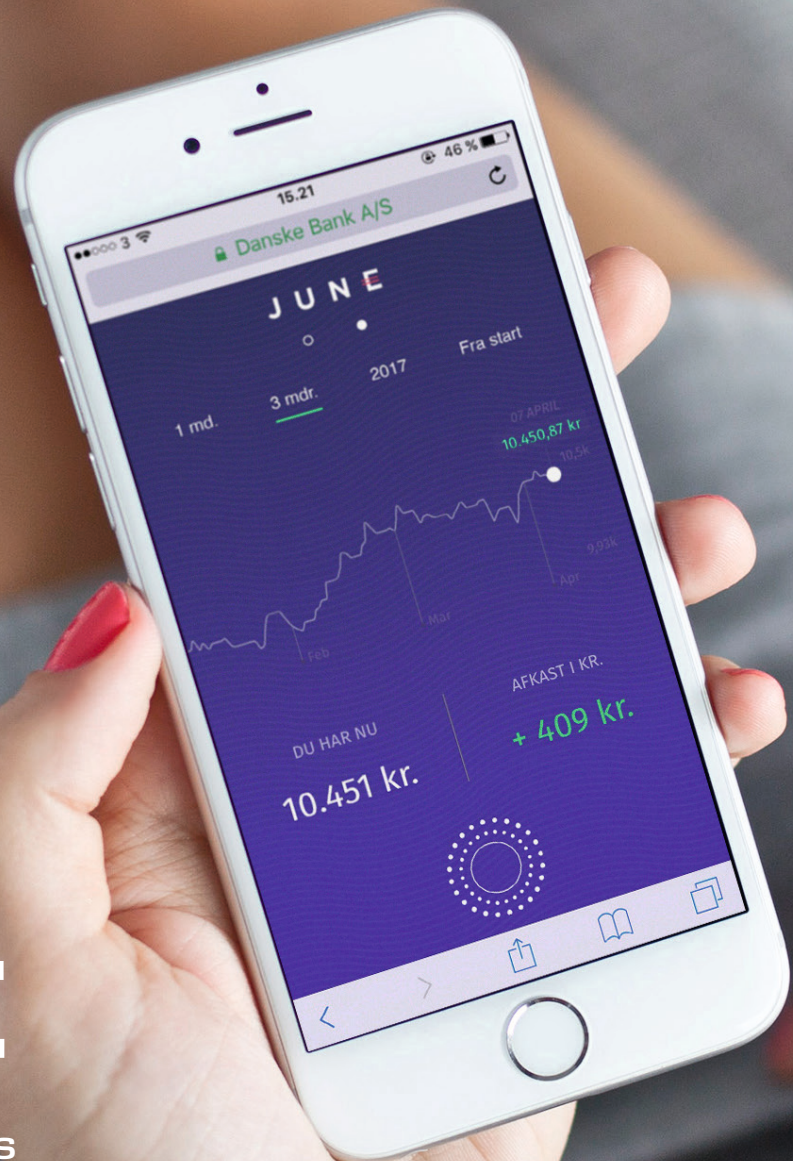 3
15.21
46 %
Danske Bank A/S
JUNE
1 md.
3 mdr.
2017
Fra start
07 APRIL
10.450,87 kr
10,5k
9,93k
Feb
Mar
Apr
DU HAR NU
10.451 kr.
AFKAST I KR.
+ 409 kr.